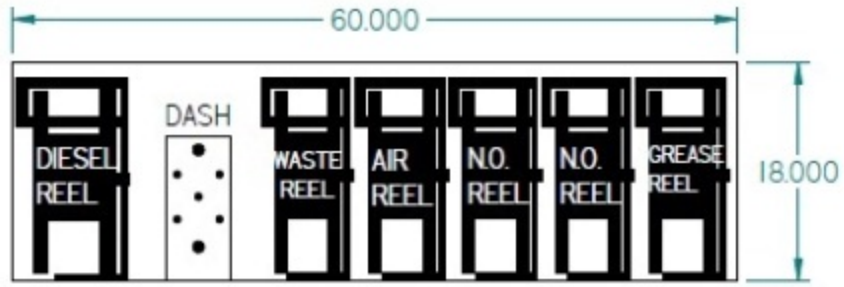 60.000
DASH
DIESEL
REEL
WASTE
REEL
AIR
REEL
N.O.
REEL
N.O.
REEL
GREASE
REEL
18.000